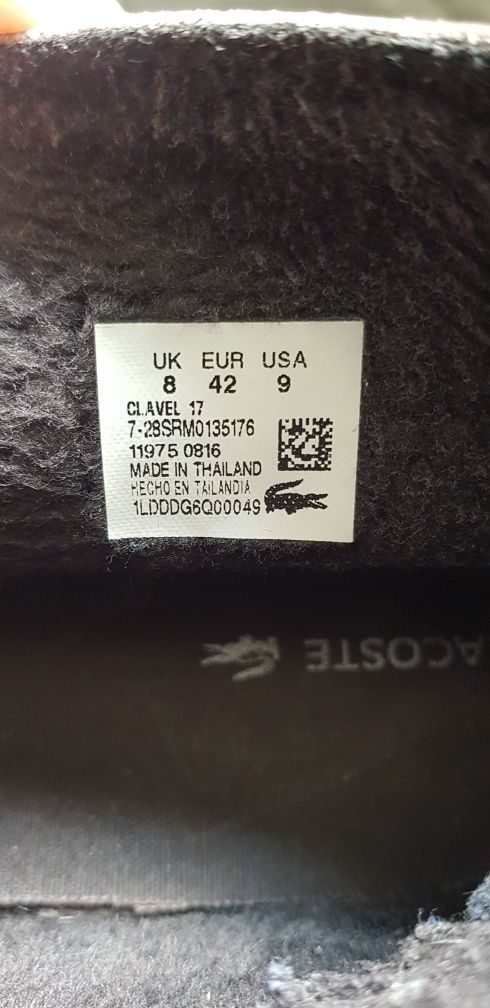 UK EUR USA
8 42 9
CLAVEL 17
7-28SRM0135176
11975 0816
MADE IN THAILAND
HECHO EN TAILANDIA
1LDDDG6Q00049
ACOSTE